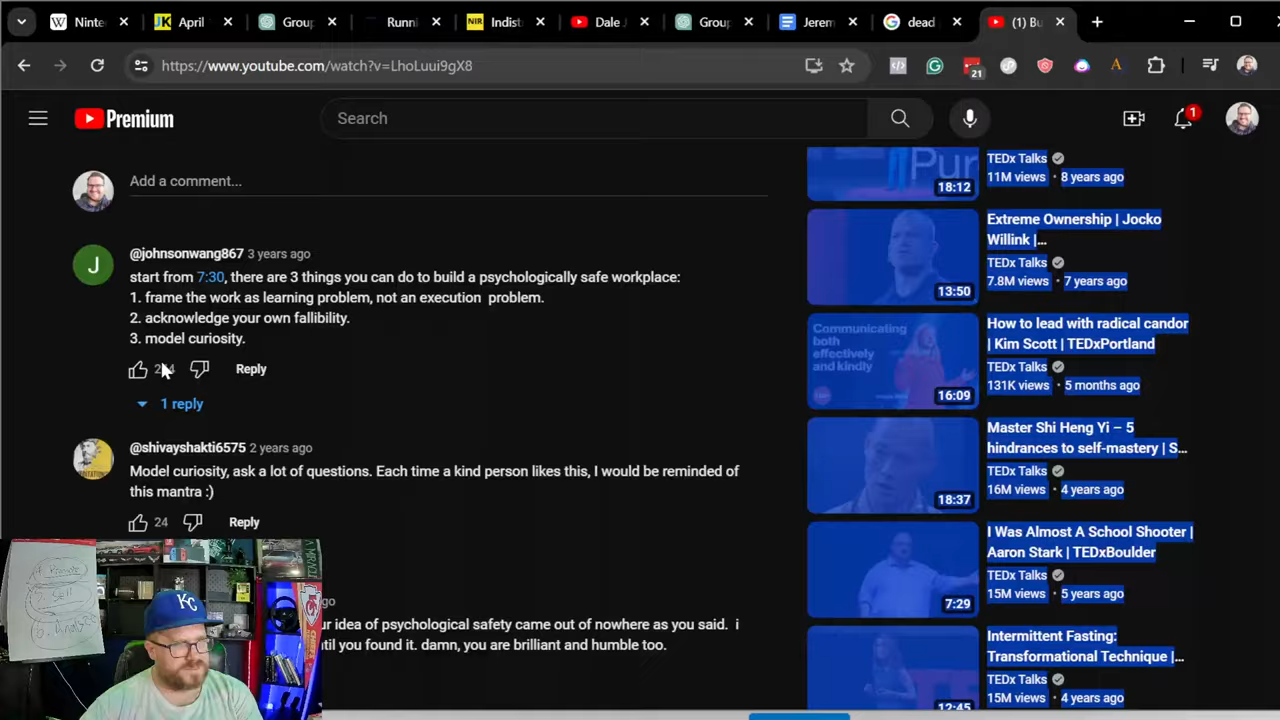 Ninte
April
Group
Runni
Indist
Dale
Group
Jerem
dead
(1) Bu
https://www.youtube.com/watch?v=LhoLuui9gX8
21
Premium
Search
1
Add a comment...
@johnsonwang867 3 years ago
start from 7:30, there are 3 things you can do to build a psychologically safe workplace:
1. frame the work as learning problem, not an execution problem.
2. acknowledge your own fallibility.
3. model curiosity.
Reply
1 reply
@shivayshakti6575 2 years ago
Model curiosity, ask a lot of questions. Each time a kind person likes this, I would be reminded of
this mantra :)
24 Reply
go
ur idea of psychological safety came out of nowhere as you said. i
til you found it. damn, you are brilliant and humble too.
KC
Pur
18:12
TEDx Talks
11M views • 8 years ago
13:50
Extreme Ownership | Jocko
Willink |...
TEDx Talks
7.8M views • 7 years ago
Communicating
both
effectively
and kindly
16:09
How to lead with radical candor
| Kim Scott | TEDxPortland
TEDx Talks
131K views • 5 months ago
18:37
Master Shi Heng Yi – 5
hindrances to self-mastery | S...
TEDx Talks
16M views • 4 years ago
7:29
I Was Almost A School Shooter |
Aaron Stark | TEDxBoulder
TEDx Talks
15M views • 5 years ago
12:45
Intermittent Fasting:
Transformational Technique |...
TEDx Talks
15M views • 4 years ago